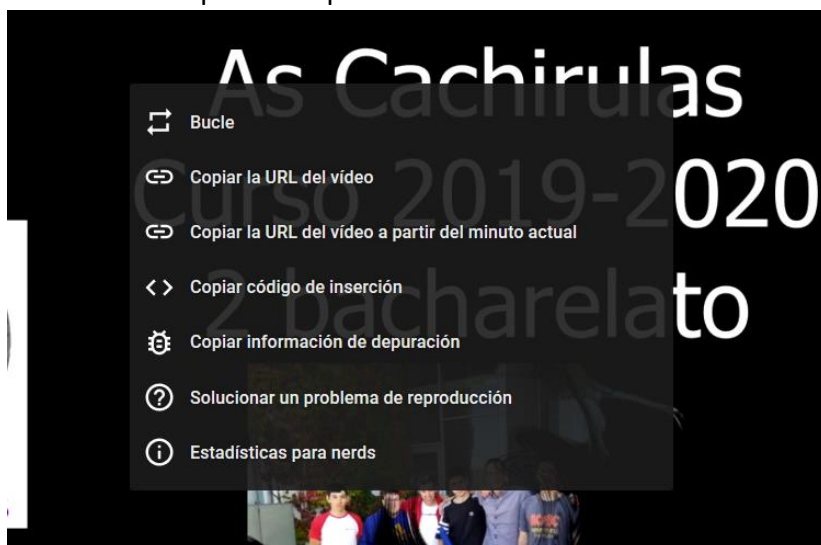 As Cachirulas
Curso 2019-2020
2 bacharelato
Bucle
Copiar la URL del vídeo
Copiar la URL del vídeo a partir del minuto actual
Copiar código de inserción
Copiar información de depuración
Solucionar un problema de reproducción
Estadísticas para nerds